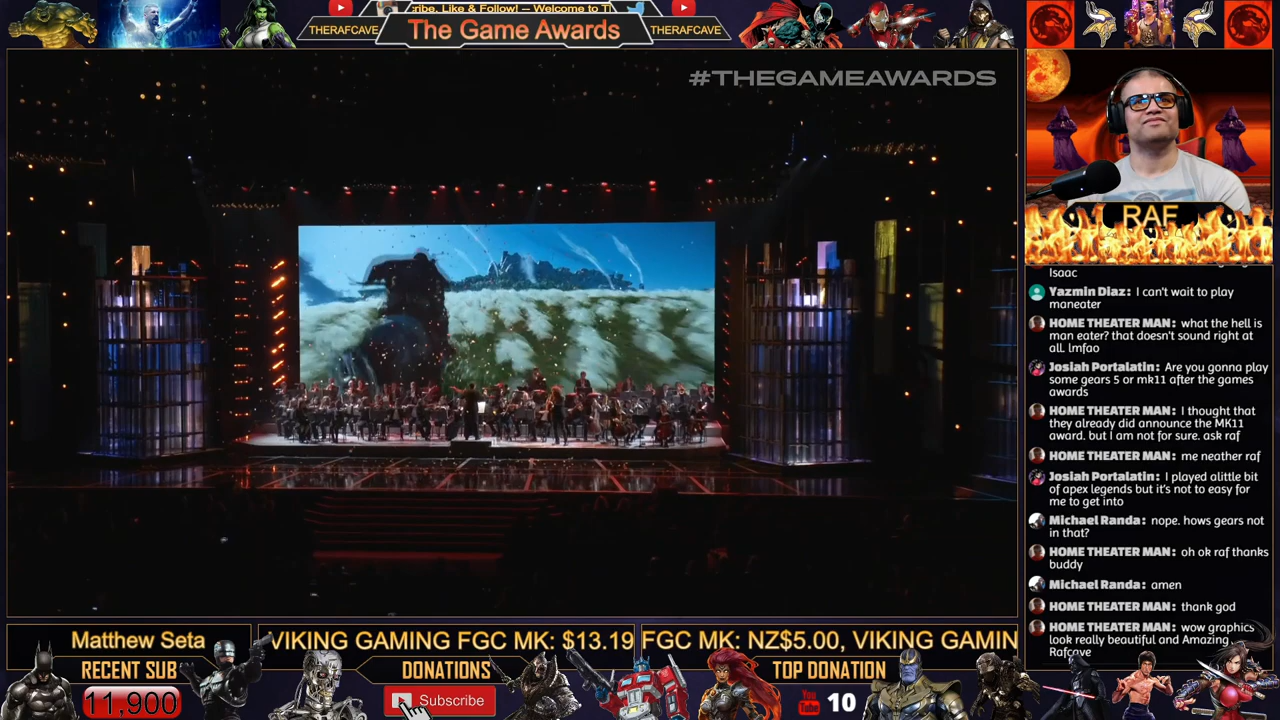 cribe, Like & Follow! -- Welcome to T
THERAFCAVE
The Game Awards
THERAFCAVE
#THEGAMEAWARDS
RAF
Isaac
Yazmin Diaz: I can't wait to play
maneater
HOME THEATER MAN: what the hell is
man eater? that doesn't sound right at
all. lmfao
Josiah Portalatin: Are you gonna play
some gears 5 or mk11 after the games
awards
HOME THEATER MAN: I thought that
they already did announce the MK11
award. but I am not for sure. ask raf
HOME THEATER MAN: me neather raf
Josiah Portalatin: I played alittle bit
of apex legends but it's not to easy for
me to get into
Michael Randa: nope. hows gears not
in that?
HOME THEATER MAN: oh ok raf thanks
buddy
Michael Randa: amen
HOME THEATER MAN: thank god
HOME THEATER MAN: wow graphics
look really beautiful and Amazing
Rafcave
Matthew Seta
VIKING GAMING FGC MK: $13.19
FGC MK: NZ$5.00, VIKING GAMIN
RECENT SUB
DONATIONS
TOP DONATION
11,900
Subscribe
You
Tube
10